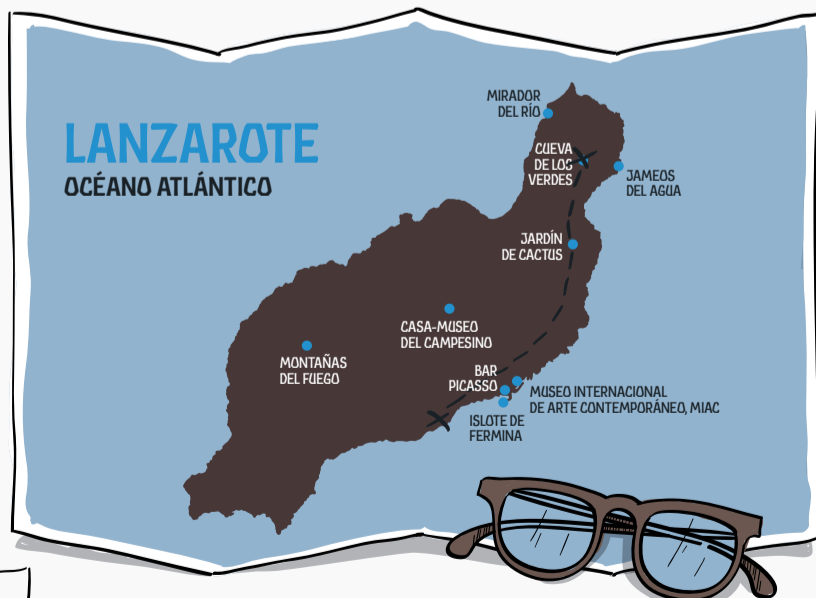 LANZAROTE
OCÉANO ATLÁNTICO
MIRADOR
DEL RÍO
CUEVA
DE LOS
VERDES
JAMEOS
DEL AGUA
JARDÍN
DE CACTUS
CASA-MUSEO
DEL CAMPESINO
MONTAÑAS
DEL FUEGO
BAR
PICASSO
MUSEO INTERNACIONAL
DE ARTE CONTEMPORÁNEO, MIAC
ISLOTE DE
FERMINA